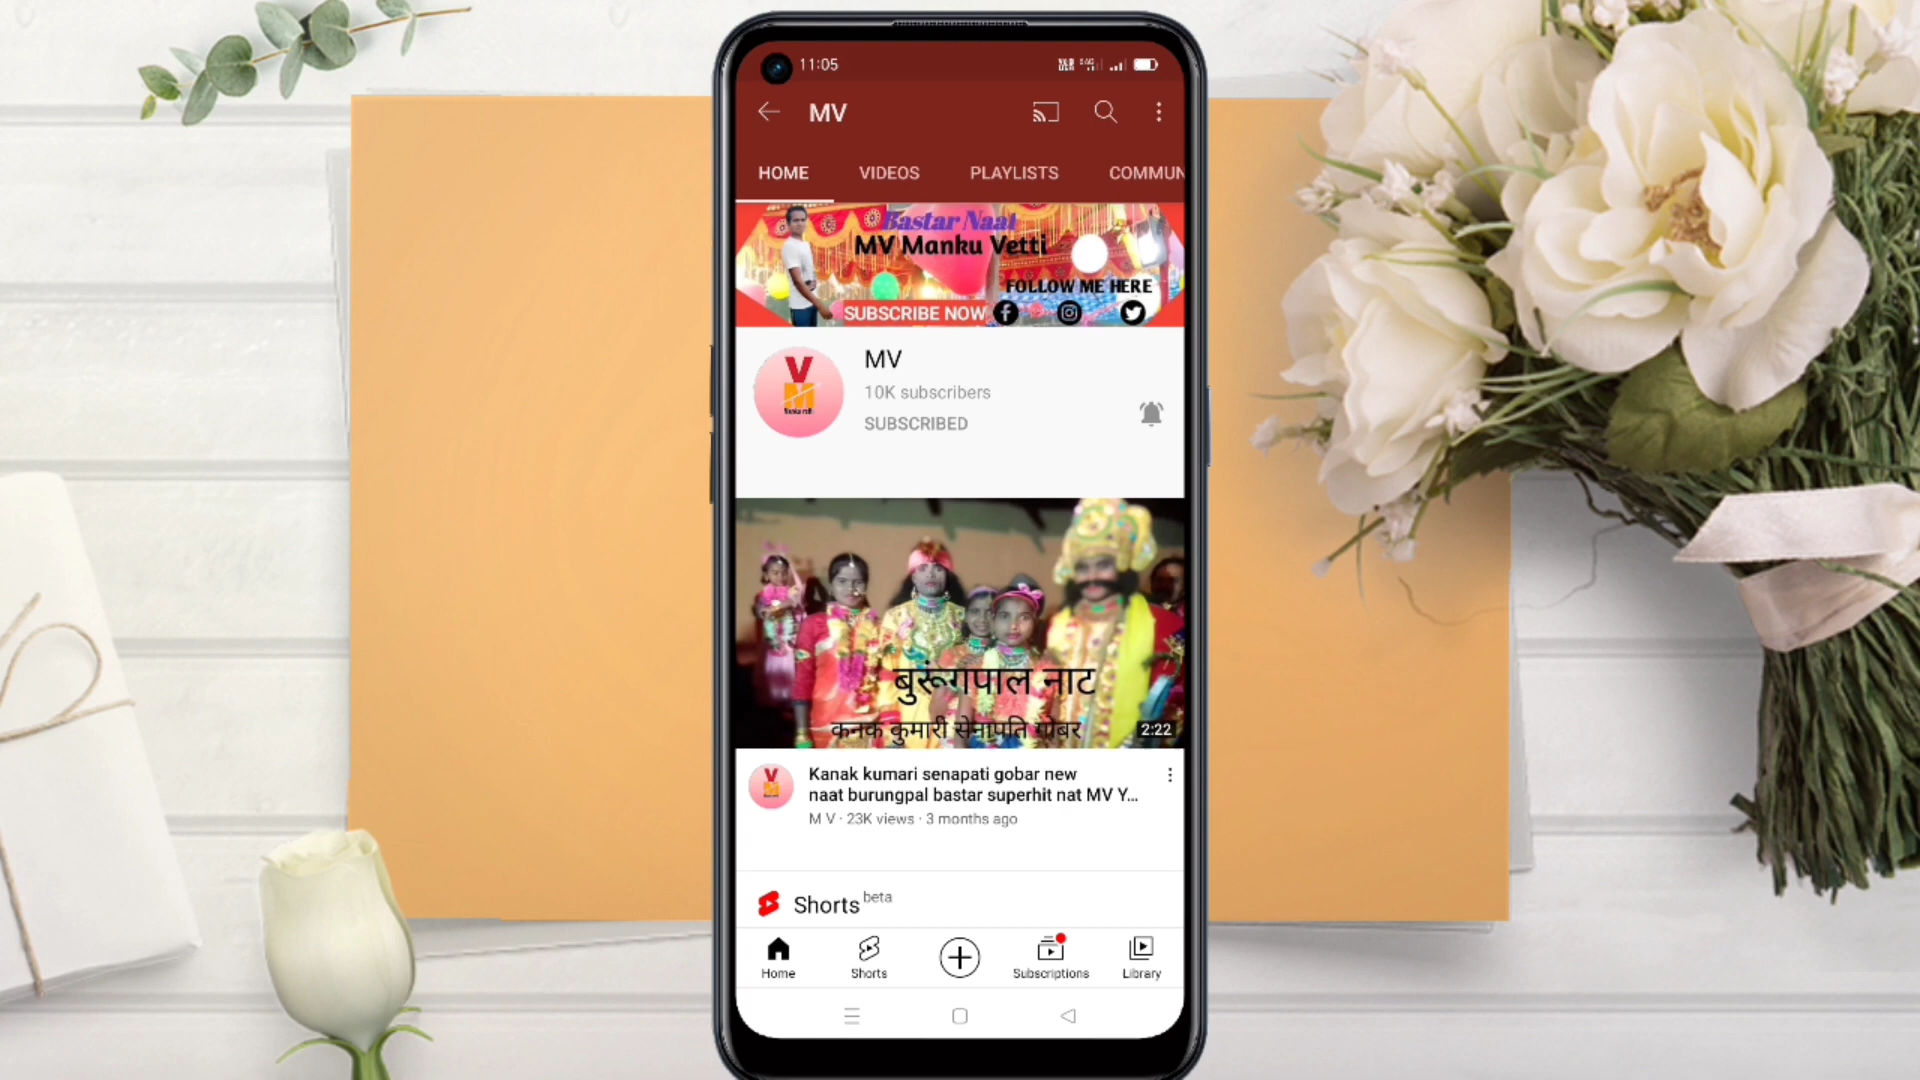 11:05
MV
HOME VIDEOS PLAYLISTS COMMUN
Bastar Naat
MV Manku Vetti
FOLLOW ME HERE
SUBSCRIBE NOW
MV
10K subscribers
SUBSCRIBED
बुरूंगपाल नाट
कनक कुमारी सेनापति गोबर
2:22
Kanak kumari senapati gobar new
naat burungpal bastar superhit nat MV Y...
M V · 23K views · 3 months ago
Shorts beta
Home Shorts Subscriptions Library